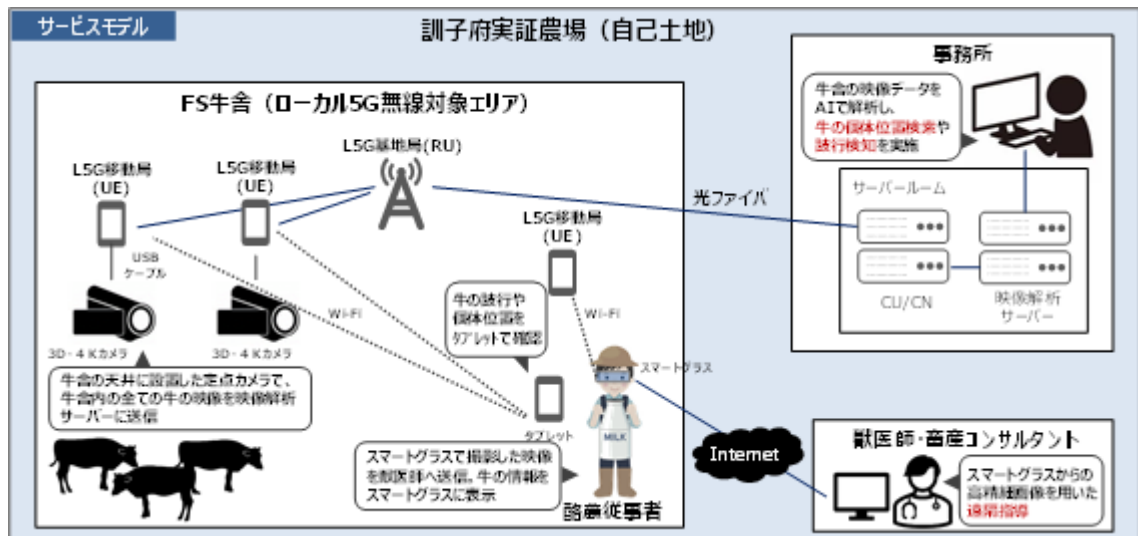 サービスモデル
訓子府実証農場（自己土地）
事務所
牛舎の映像データを
AIで解析し、
牛の個体位置検索や
跛行検知を実施
FS牛舎（ローカル5G無線対象エリア）
L5G基地局(RU)
L5G移動局
(UE)
L5G移動局
(UE)
L5G移動局
(UE)
光ファイバ
サーバールーム
CU/CN
映像解析
サーバー
USB
ケーブル
Wi-Fi
Wi-Fi
3D・4Kカメラ
3D・4Kカメラ
牛の跛行や
個体位置を
タブレットで確認
スマートグラス
牛舎の天井に設置した定点カメラで、
牛舎内の全ての牛の映像を映像解析
サーバーに送信
タブレット
MILK
スマートグラスで撮影した映像
を獣医師へ送信。牛の情報を
スマートグラスに表示
酪農従事者
Internet
獣医師・畜産コンサルタント
スマートグラスからの
高精細画像を用いた
遠隔指導